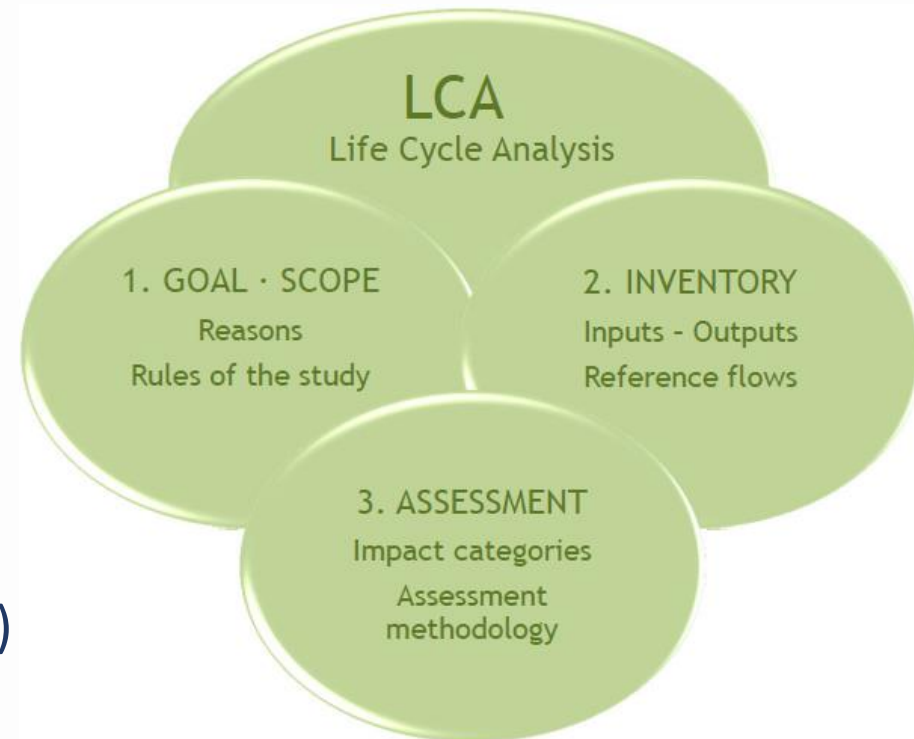 LCA
Life Cycle Analysis
1. GOAL · SCOPE
Reasons
Rules of the study
2. INVENTORY
Inputs – Outputs
Reference flows
3. ASSESSMENT
Impact categories
Assessment
methodology
)